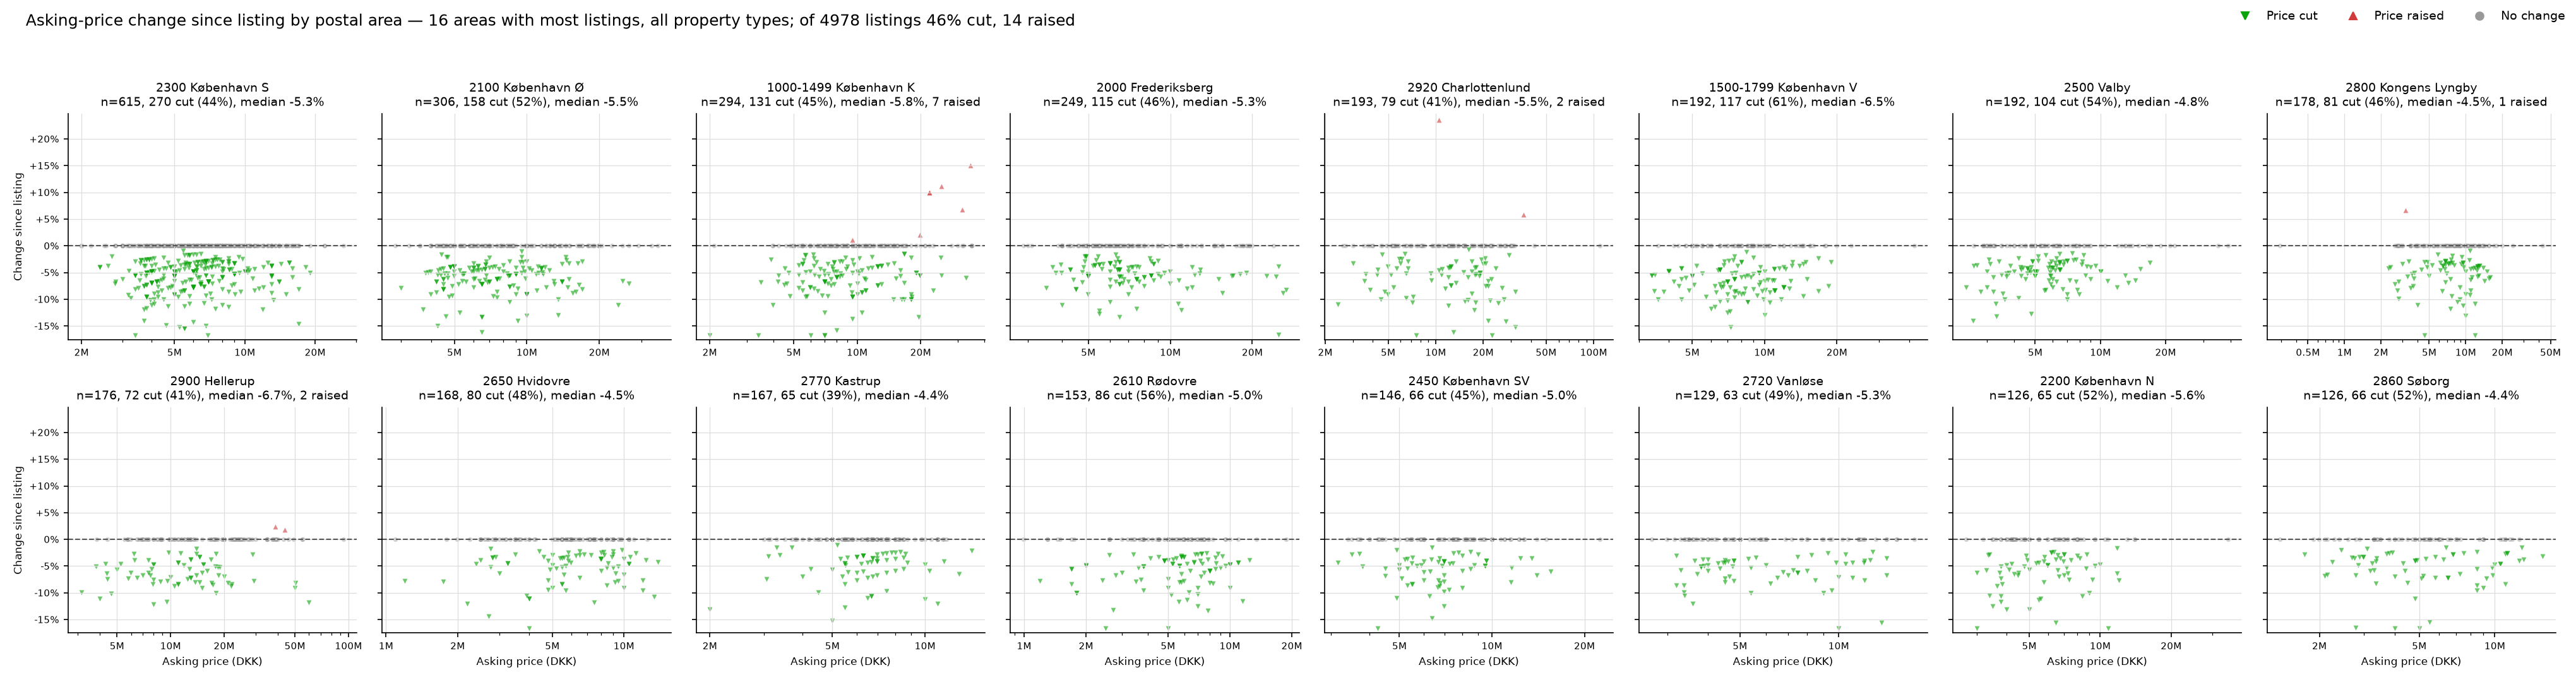 Asking-price change since listing by postal area — 16 areas with most listings, all property types; of 4978 listings 46% cut, 14 raised
Price cut
Price raised
No change
2300 København S
n=615, 270 cut (44%), median -5.3%
2100 København Ø
n=306, 158 cut (52%), median -5.5%
1000-1499 København K
n=294, 131 cut (45%), median -5.8%, 7 raised
2000 Frederiksberg
n=249, 115 cut (46%), median -5.3%
2920 Charlottenlund
n=193, 79 cut (41%), median -5.5%, 2 raised
1500-1799 København V
n=192, 117 cut (61%), median -6.5%
2500 Valby
n=192, 104 cut (54%), median -4.8%
2800 Kongens Lyngby
n=178, 81 cut (46%), median -4.5%, 1 raised
Change since listing
+20%
+15%
+10%
+5%
0%
-5%
-10%
-15%
2M 5M 10M 20M
5M 10M 20M
2M 5M 10M 20M
5M 10M 20M
2M 5M 10M 20M 50M 100M
5M 10M 20M
5M 10M 20M
0.5M 1M 2M 5M 10M 20M 50M
2900 Hellerup
n=176, 72 cut (41%), median -6.7%, 2 raised
2650 Hvidovre
n=168, 80 cut (48%), median -4.5%
2770 Kastrup
n=167, 65 cut (39%), median -4.4%
2610 Rødovre
n=153, 86 cut (56%), median -5.0%
2450 København SV
n=146, 66 cut (45%), median -5.0%
2720 Vanløse
n=129, 63 cut (49%), median -5.3%
2200 København N
n=126, 65 cut (52%), median -5.6%
2860 Søborg
n=126, 66 cut (52%), median -4.4%
Change since listing
+20%
+15%
+10%
+5%
0%
-5%
-10%
-15%
5M 10M 20M 50M 100M
1M 2M 5M 10M
2M 5M 10M
1M 2M 5M 10M 20M
5M 10M 20M
5M 10M
5M 10M 20M
2M 5M 10M
Asking price (DKK)
Asking price (DKK)
Asking price (DKK)
Asking price (DKK)
Asking price (DKK)
Asking price (DKK)
Asking price (DKK)
Asking price (DKK)